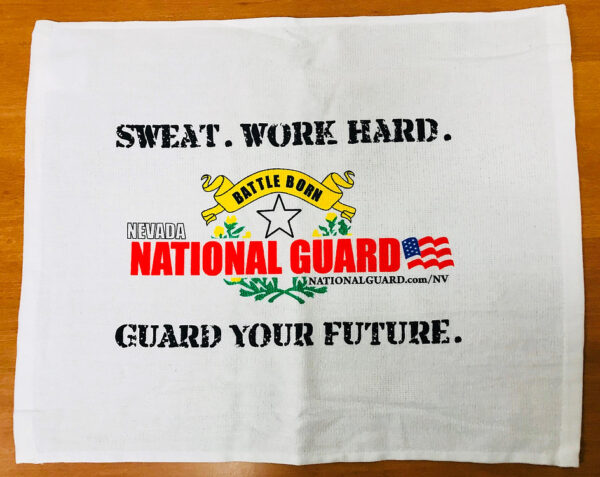 SWEAT. WORK HARD.
BATTLE BORN
NEVADA
NATIONAL GUARD
NATIONALGUARD.com/NV
GUARD YOUR FUTURE.